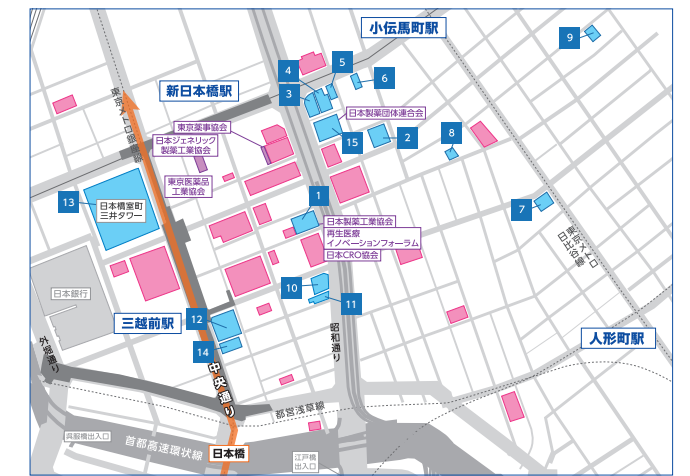 小伝馬町駅
9
4
5
6
新日本橋駅
3
東京メトロ銀座線
日本製薬団体連合会
東京薬事協会
15
2
日本ジェネリック
製薬工業協会
8
東京医薬品
工業協会
13
日本橋室町
三井タワー
1
7
日本製薬工業協会
再生医療
イノベーションフォーラム
日本CRO協会
東京メトロ
日比谷線
10
11
日本銀行
三越前駅
12
14
昭和通り
人形町駅
外堀通り
中央通り
都営浅草線
呉服橋出入口
首都高速環状線
日本橋
江戸橋
出入口